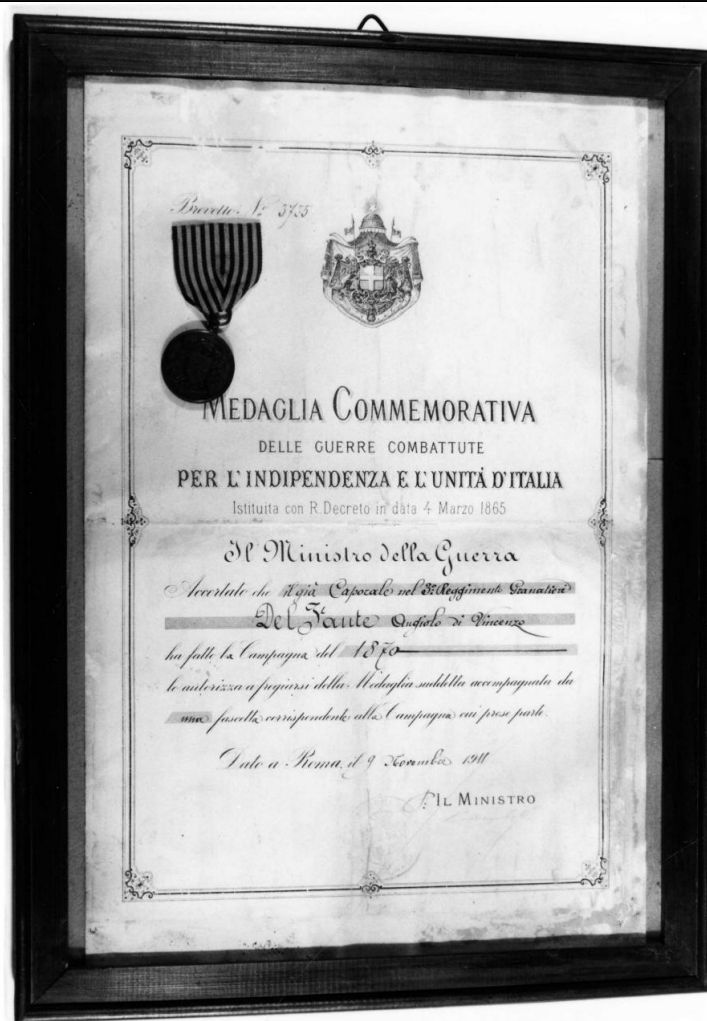 Brevetto N.º 3735
MEDAGLIA COMMEMORATIVA
DELLE GUERRE COMBATTUTE
PER L'INDIPENDENZA E L'UNITÀ D'ITALIA
Istituita con R. Decreto in data 4 Marzo 1865
Il Ministro della Guerra
Accertato che il già Caporale nel 3º Reggimento Granatieri
Del Fante Angiolo di Vincenzo
ha fatto la Campagna del 1870
lo autorizza a fregiarsi della Medaglia suddetta accompagnata da
una fascetta corrispondente alla Campagna cui prese parte.
Dato a Roma, il 9 Novembre 1911
P. IL MINISTRO